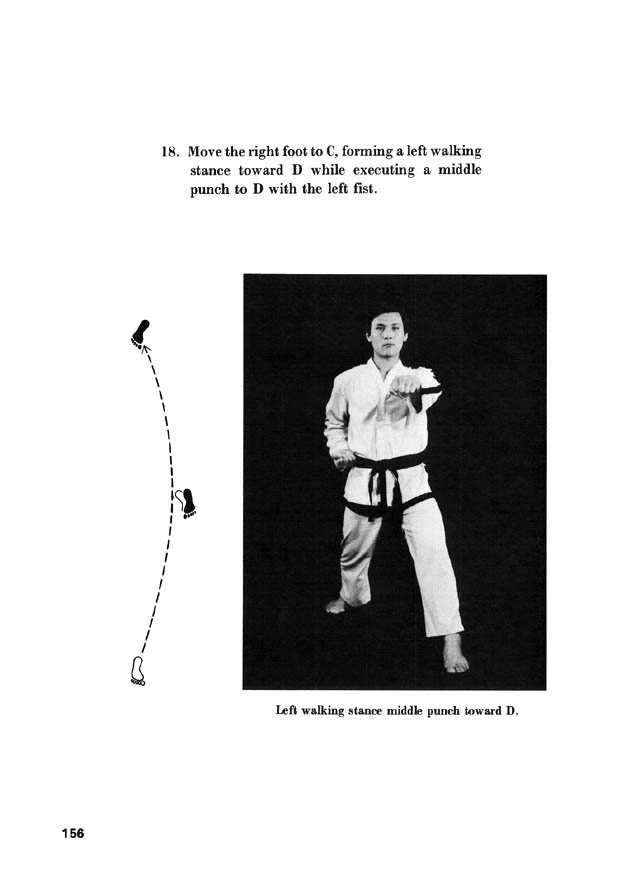 18. Move the right foot to C, forming a left walking
stance toward D while executing a middle
punch to D with the left fist.
Left walking stance middle punch toward D.
156